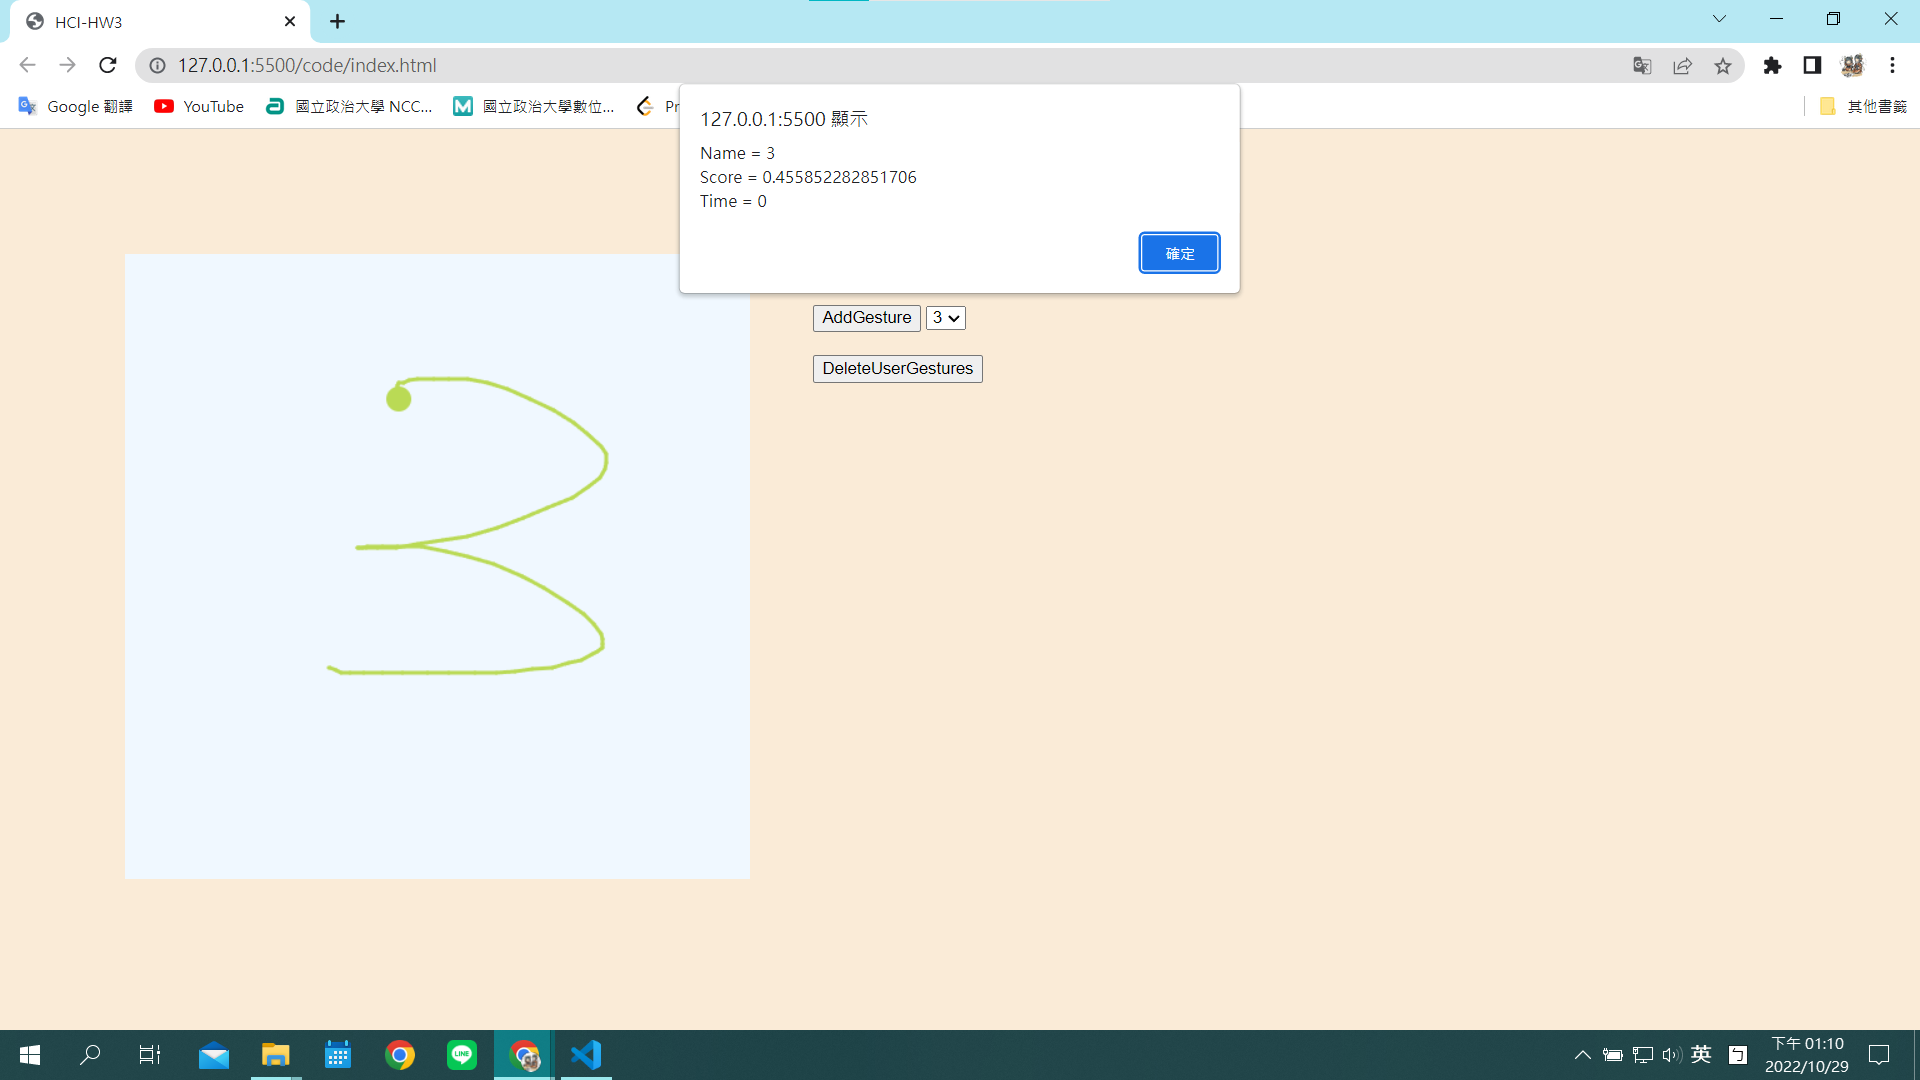 HCI-HW3
127.0.0.1:5500/code/index.html
Google 翻譯
YouTube
國立政治大學 NCC...
國立政治大學數位...
Pr
其他書籤
127.0.0.1:5500 顯示
Name = 3
Score = 0.455852282851706
Time = 0
確定
AddGesture
3
DeleteUserGestures
LINE
英
下午 01:10
2022/10/29